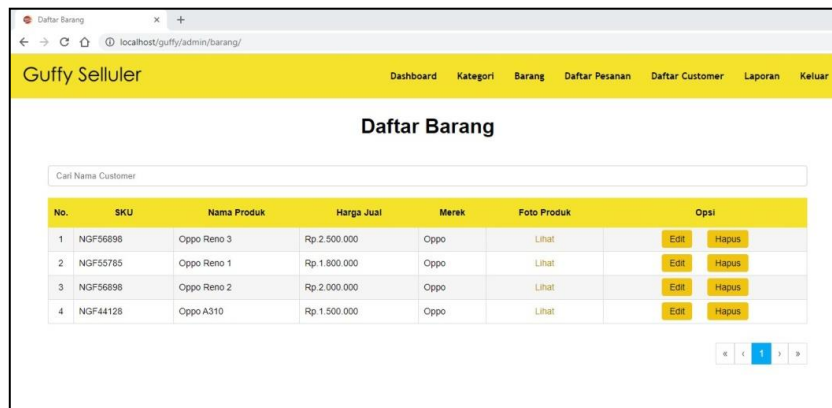 Daftar Barang
localhost/guffy/admin/barang/
Guffy Selluler Dashboard Kategori Barang Daftar Pesanan Daftar Customer Laporan Keluar
Daftar Barang
Cari Nama Customer
No. SKU Nama Produk Harga Jual Merek Foto Produk Opsi
1 NGF56898 Oppo Reno 3 Rp.2.500.000 Oppo Lihat Edit Hapus
2 NGF55785 Oppo Reno 1 Rp.1.800.000 Oppo Lihat Edit Hapus
3 NGF56898 Oppo Reno 2 Rp.2.000.000 Oppo Lihat Edit Hapus
4 NGF44128 Oppo A310 Rp.1.500.000 Oppo Lihat Edit Hapus
« ‹ 1 › »